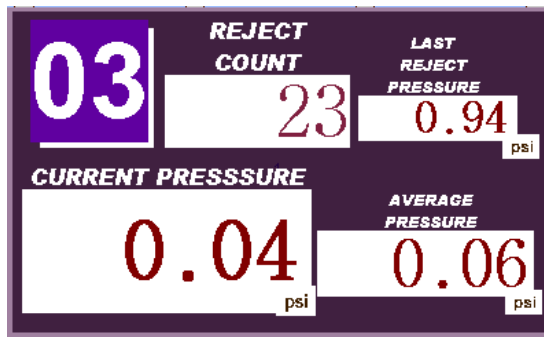 03
REJECT
COUNT
23
LAST
REJECT
PRESSURE
0.94
psi
CURRENT PRESSSURE
0.04
psi
AVERAGE
PRESSURE
0.06
psi